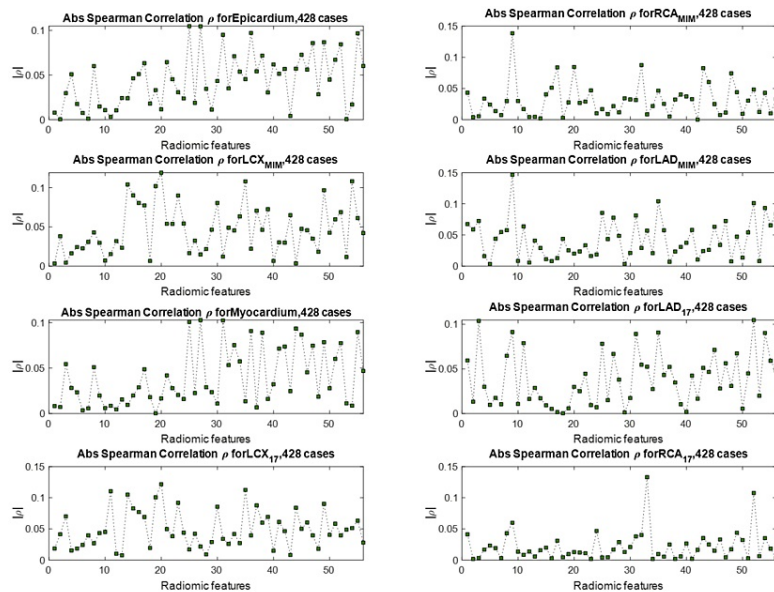 Abs Spearman Correlation ρ forEpicardium,428 cases
|ρ|
0.1
0.05
0
0 10 20 30 40 50
Radiomic features
Abs Spearman Correlation ρ forRCA_MIM,428 cases
|ρ|
0.15
0.1
0.05
0
0 10 20 30 40 50
Radiomic features
Abs Spearman Correlation ρ forLCX_MIM,428 cases
|ρ|
0.1
0.05
0
0 10 20 30 40 50
Radiomic features
Abs Spearman Correlation ρ forLAD_MIM,428 cases
|ρ|
0.15
0.1
0.05
0
0 10 20 30 40 50
Radiomic features
Abs Spearman Correlation ρ forMyocardium,428 cases
|ρ|
0.1
0.05
0
0 10 20 30 40 50
Radiomic features
Abs Spearman Correlation ρ forLAD_17,428 cases
|ρ|
0.1
0.05
0
0 10 20 30 40 50
Radiomic features
Abs Spearman Correlation ρ forLCX_17,428 cases
|ρ|
0.15
0.1
0.05
0
0 10 20 30 40 50
Radiomic features
Abs Spearman Correlation ρ forRCA_17,428 cases
|ρ|
0.15
0.1
0.05
0
0 10 20 30 40 50
Radiomic features